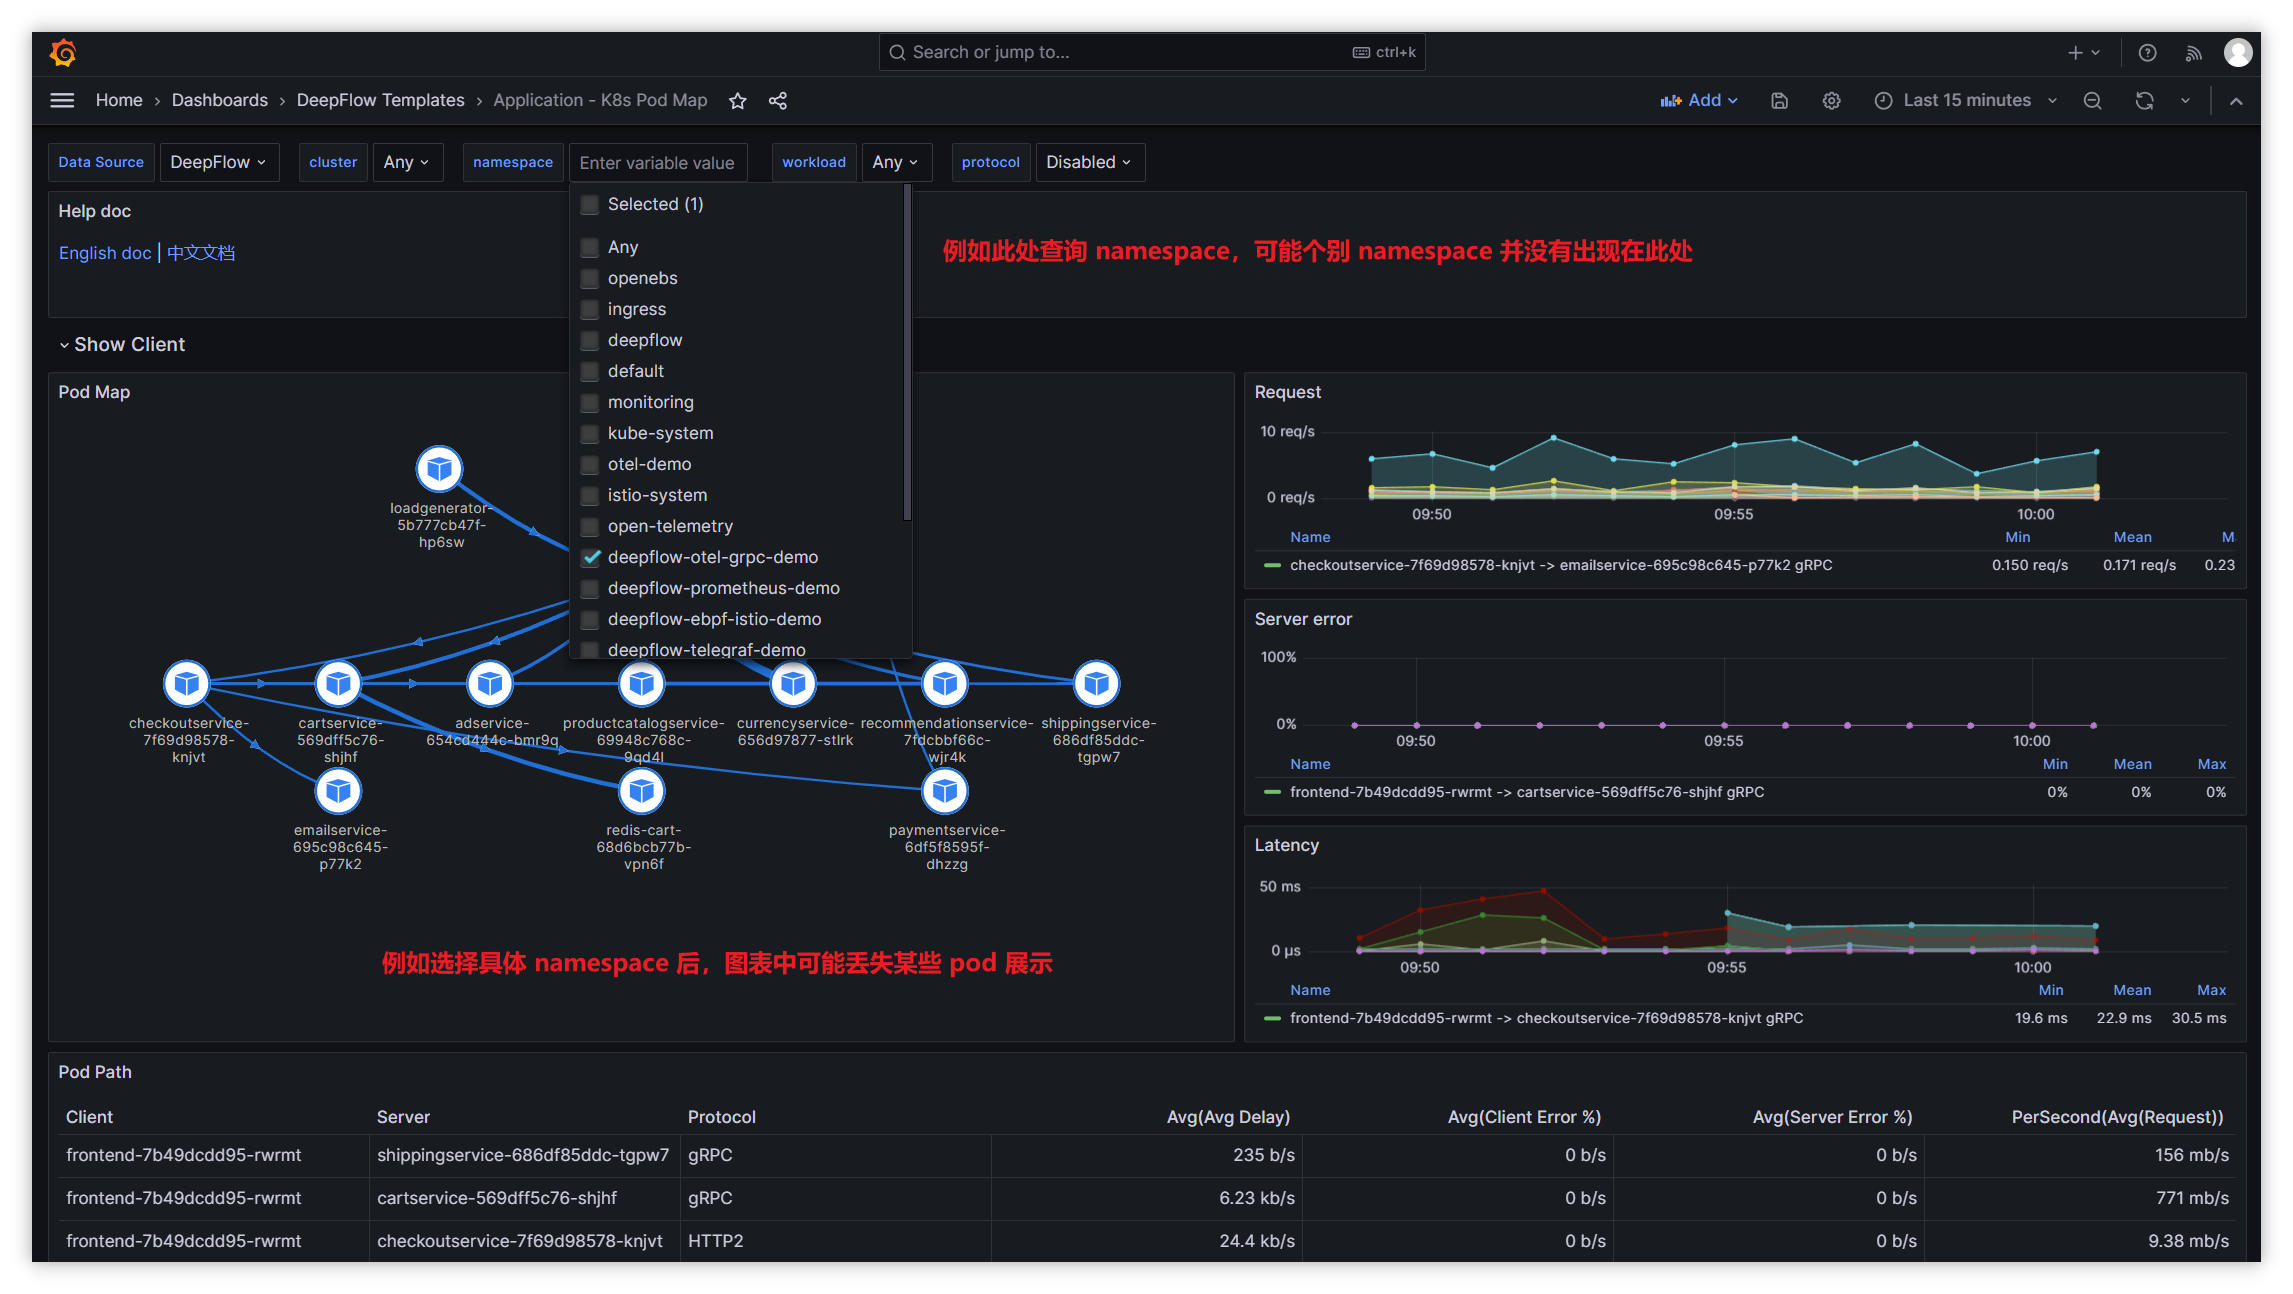 Search or jump to...
ctrl+k
Home › Dashboards › DeepFlow Templates › Application - K8s Pod Map
Add
Last 15 minutes
Data Source DeepFlow cluster Any namespace Enter variable value workload Any protocol Disabled
Help doc
English doc | 中文文档
Selected (1)
Any
openebs
ingress
deepflow
default
monitoring
kube-system
otel-demo
istio-system
open-telemetry
deepflow-otel-grpc-demo
deepflow-prometheus-demo
deepflow-ebpf-istio-demo
deepflow-telegraf-demo
例如此处查询 namespace，可能个别 namespace 并没有出现在此处
Show Client
Pod Map
loadgenerator-
5b777cb47f-
hp6sw
checkoutservice-
7f69d98578-
knjvt
cartservice-
569dff5c76-
shjhf
adservice-
654cd444c-bmr9q
productcatalogservice-
69948c768c-
9qd4l
currencyservice-
656d97877-stlrk
recommendationservice-
7fdcbbf66c-
wjr4k
shippingservice-
686df85ddc-
tgpw7
emailservice-
695c98c645-
p77k2
redis-cart-
68d6bcb77b-
vpn6f
paymentservice-
6df5f8595f-
dhzzg
例如选择具体 namespace 后，图表中可能丢失某些 pod 展示
Request
10 req/s
0 req/s
09:50 09:55 10:00
Name Min Mean M
checkoutservice-7f69d98578-knjvt -> emailservice-695c98c645-p77k2 gRPC 0.150 req/s 0.171 req/s 0.23
Server error
100%
0%
09:50 09:55 10:00
Name Min Mean Max
frontend-7b49dcdd95-rwrmt -> cartservice-569dff5c76-shjhf gRPC 0% 0% 0%
Latency
50 ms
0 µs
09:50 09:55 10:00
Name Min Mean Max
frontend-7b49dcdd95-rwrmt -> checkoutservice-7f69d98578-knjvt gRPC 19.6 ms 22.9 ms 30.5 ms
Pod Path
Client Server Protocol Avg(Avg Delay) Avg(Client Error %) Avg(Server Error %) PerSecond(Avg(Request))
frontend-7b49dcdd95-rwrmt shippingservice-686df85ddc-tgpw7 gRPC 235 b/s 0 b/s 0 b/s 156 mb/s
frontend-7b49dcdd95-rwrmt cartservice-569dff5c76-shjhf gRPC 6.23 kb/s 0 b/s 0 b/s 771 mb/s
frontend-7b49dcdd95-rwrmt checkoutservice-7f69d98578-knjvt HTTP2 24.4 kb/s 0 b/s 0 b/s 9.38 mb/s